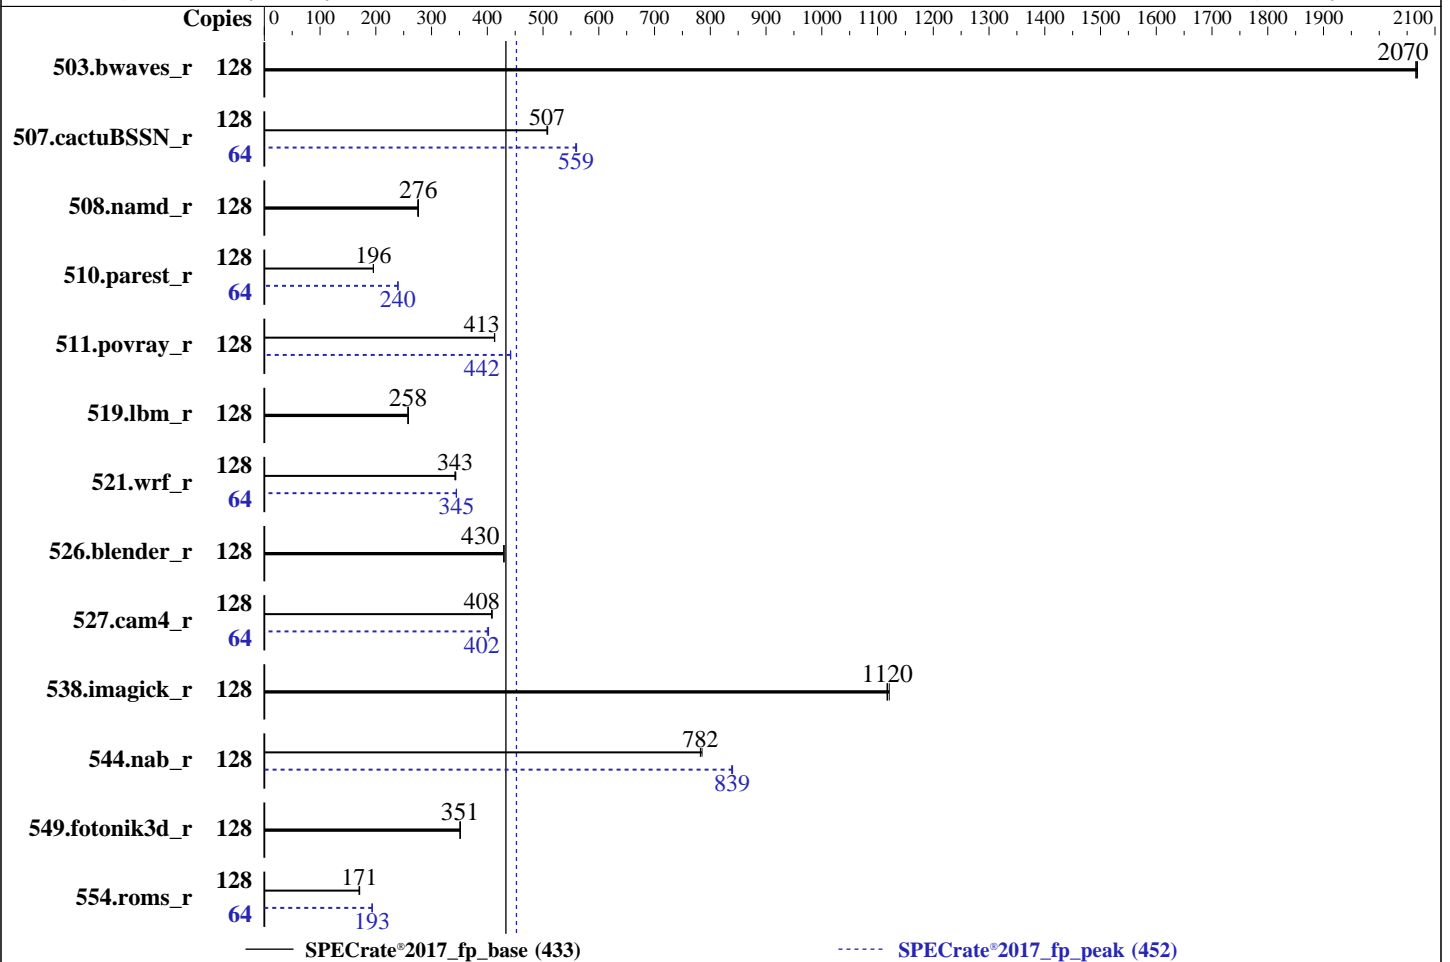 Copies 0 100 200 300 400 500 600 700 800 900 1000 1100 1200 1300 1400 1500 1600 1700 1800 1900 2100
503.bwaves_r 128 2070
507.cactuBSSN_r 128 507
64 559
508.namd_r 128 276
510.parest_r 128 196
64 240
511.povray_r 128 413
442
519.lbm_r 128 258
521.wrf_r 128 343
64 345
526.blender_r 128 430
527.cam4_r 128 408
64 402
538.imagick_r 128 1120
544.nab_r 128 782
839
549.fotonik3d_r 128 351
554.roms_r 128 171
64 193
SPECrate®2017_fp_base (433) SPECrate®2017_fp_peak (452)